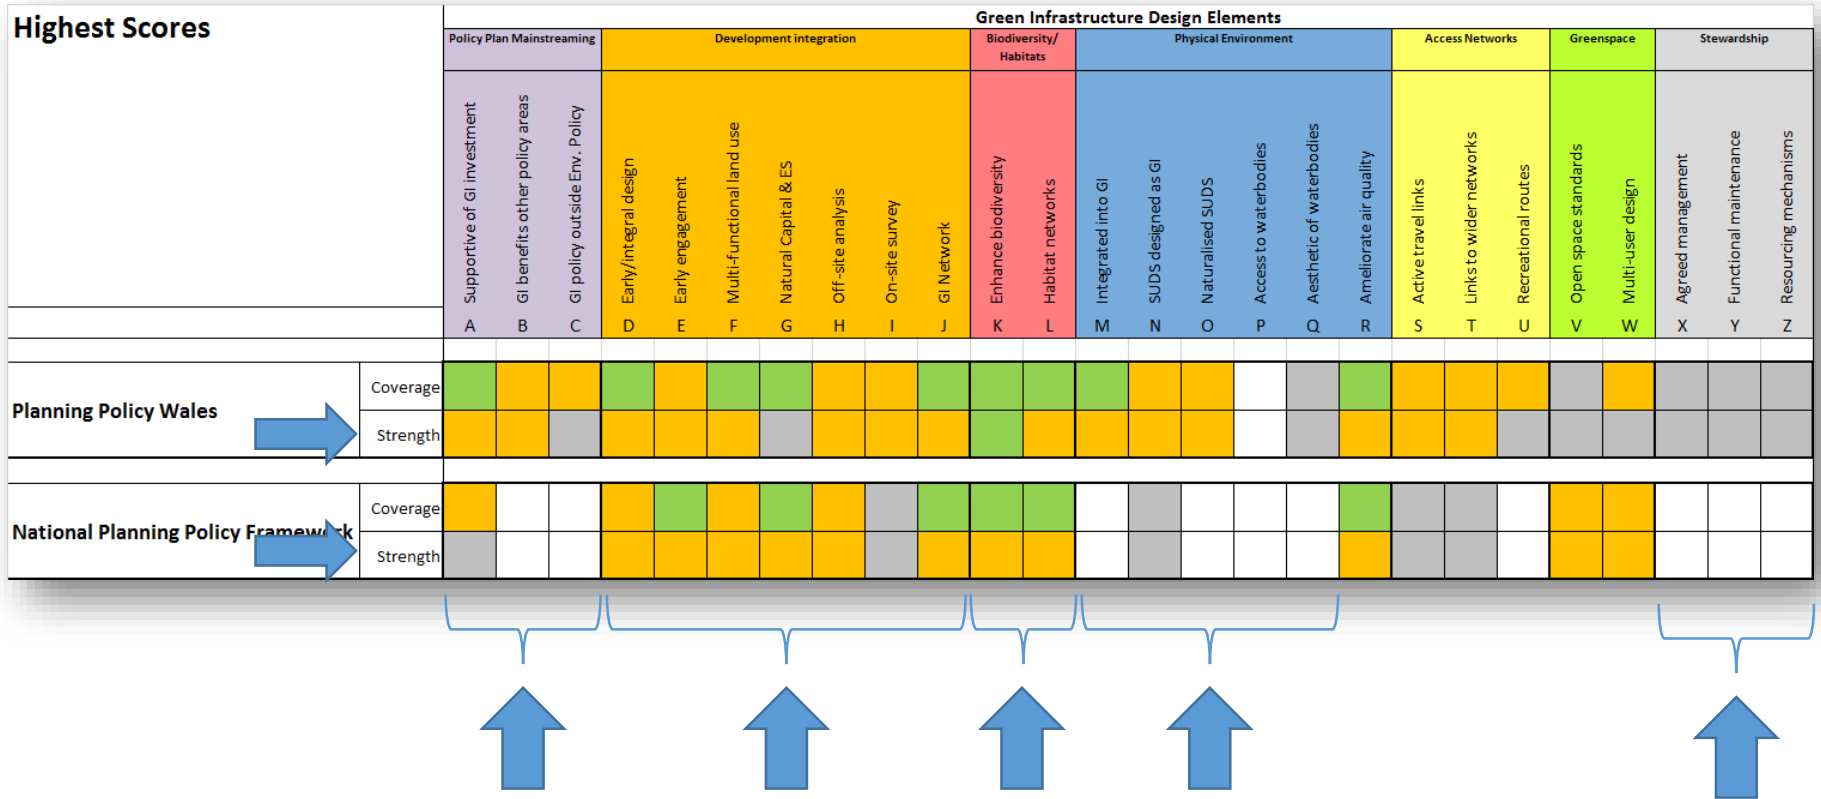 Highest Scores
Green Infrastructure Design Elements
Policy Plan Mainstreaming
Development integration
Biodiversity/
Habitats
Physical Environment
Access Networks
Greenspace
Stewardship
Supportive of GI investment
GI benefits other policy areas
GI policy outside Env. Policy
Early/integral design
Early engagement
Multi-functional land use
Natural Capital & ES
Off-site analysis
On-site survey
GI Network
Enhance biodiversity
Habitat networks
Integrated into GI
SUDS designed as GI
Naturalised SUDS
Access to waterbodies
Aesthetic of waterbodies
Ameliorate air quality
Active travel links
Links to wider networks
Recreational routes
Open space standards
Multi-user design
Agreed management
Functional maintenance
Resourcing mechanisms
A B C D E F G H I J K L M N O P Q R S T U V W X Y Z
Planning Policy Wales
Coverage
Strength
National Planning Policy Framework
Coverage
Strength